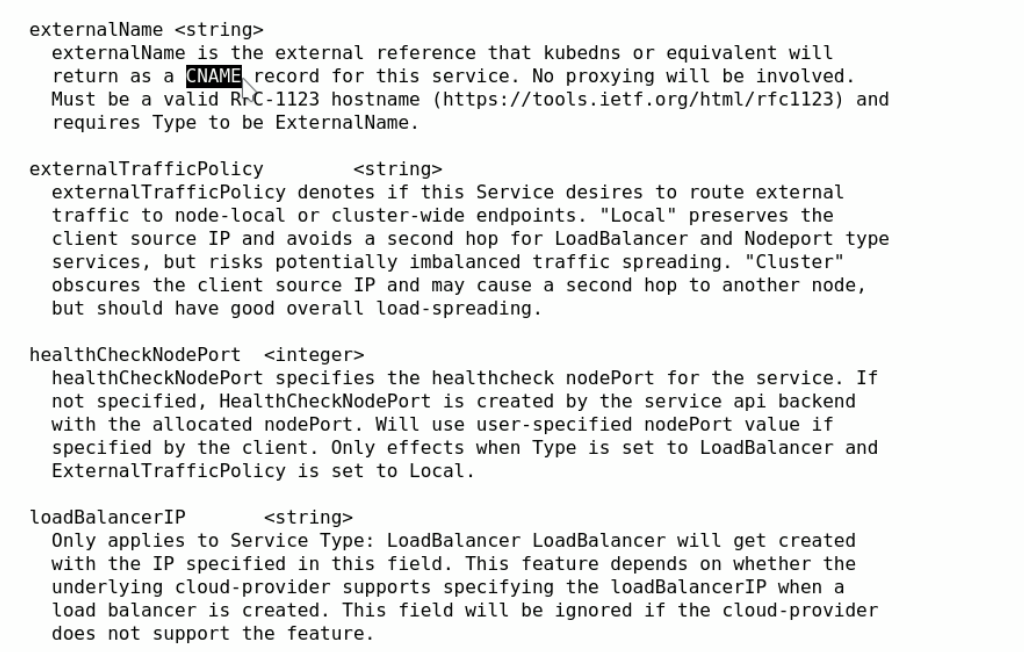 externalName <string>
externalName is the external reference that kubedns or equivalent will
return as a CNAME record for this service. No proxying will be involved.
Must be a valid RFC-1123 hostname (https://tools.ietf.org/html/rfc1123) and
requires Type to be ExternalName.
externalTrafficPolicy <string>
externalTrafficPolicy denotes if this Service desires to route external
traffic to node-local or cluster-wide endpoints. "Local" preserves the
client source IP and avoids a second hop for LoadBalancer and Nodeport type
services, but risks potentially imbalanced traffic spreading. "Cluster"
obscures the client source IP and may cause a second hop to another node,
but should have good overall load-spreading.
healthCheckNodePort <integer>
healthCheckNodePort specifies the healthcheck nodePort for the service. If
not specified, HealthCheckNodePort is created by the service api backend
with the allocated nodePort. Will use user-specified nodePort value if
specified by the client. Only effects when Type is set to LoadBalancer and
ExternalTrafficPolicy is set to Local.
loadBalancerIP <string>
Only applies to Service Type: LoadBalancer LoadBalancer will get created
with the IP specified in this field. This feature depends on whether the
underlying cloud-provider supports specifying the loadBalancerIP when a
load balancer is created. This field will be ignored if the cloud-provider
does not support the feature.